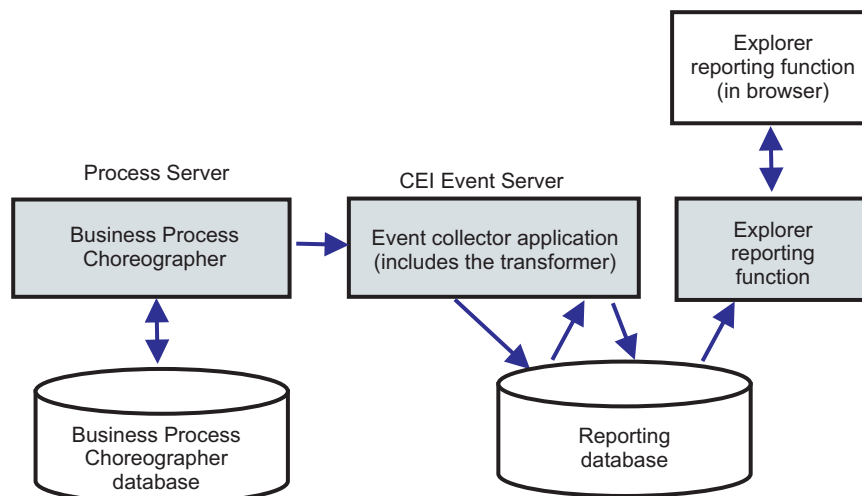 Explorer
reporting function
(in browser)
Process Server
CEI Event Server
Business Process
Choreographer
Event collector application
(includes the transformer)
Explorer
reporting
function
Business Process
Choreographer
database
Reporting
database